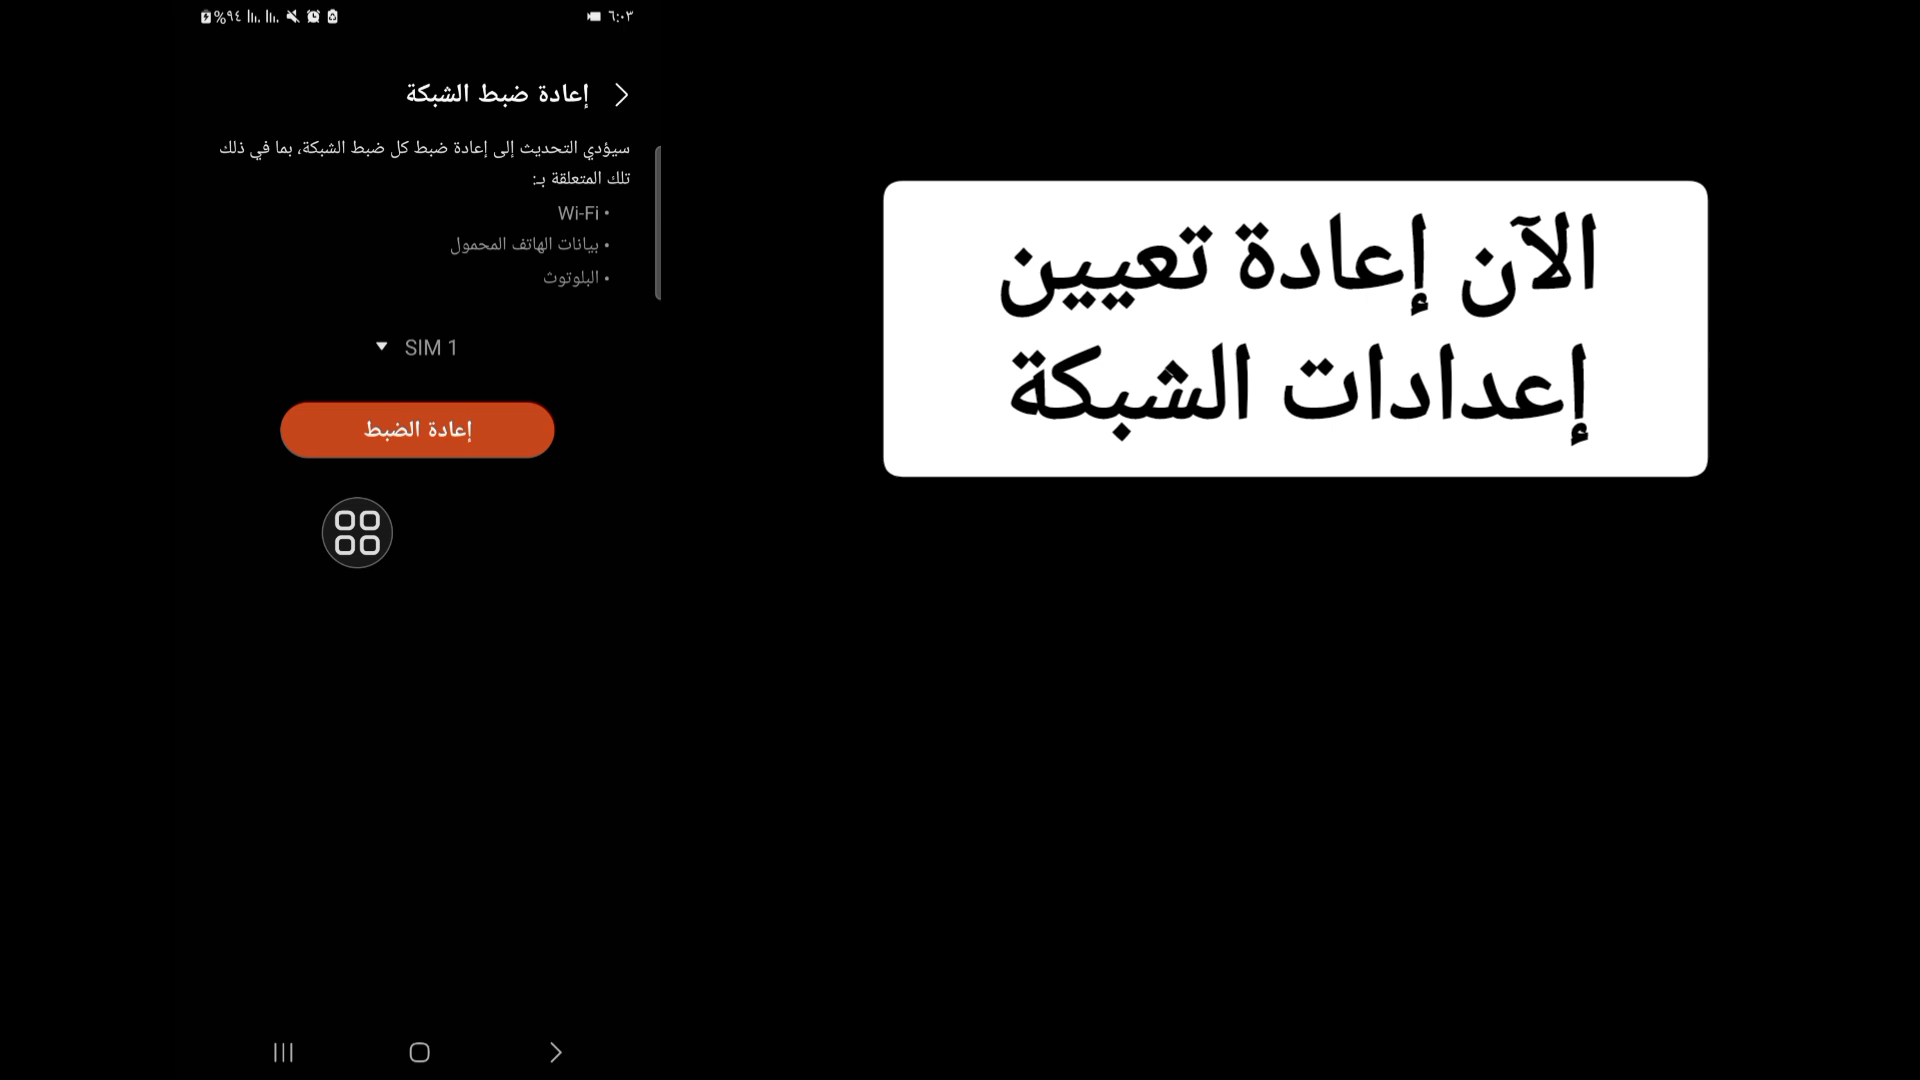 %٩٤
٦:٠٣
إعادة ضبط الشبكة
سيؤدي التحديث إلى إعادة ضبط كل ضبط الشبكة، بما في ذلك
تلك المتعلقة بـ:
• Wi-Fi
• بيانات الهاتف المحمول
• البلوتوث
SIM 1
إعادة الضبط
الآن إعادة تعيين
إعدادات الشبكة